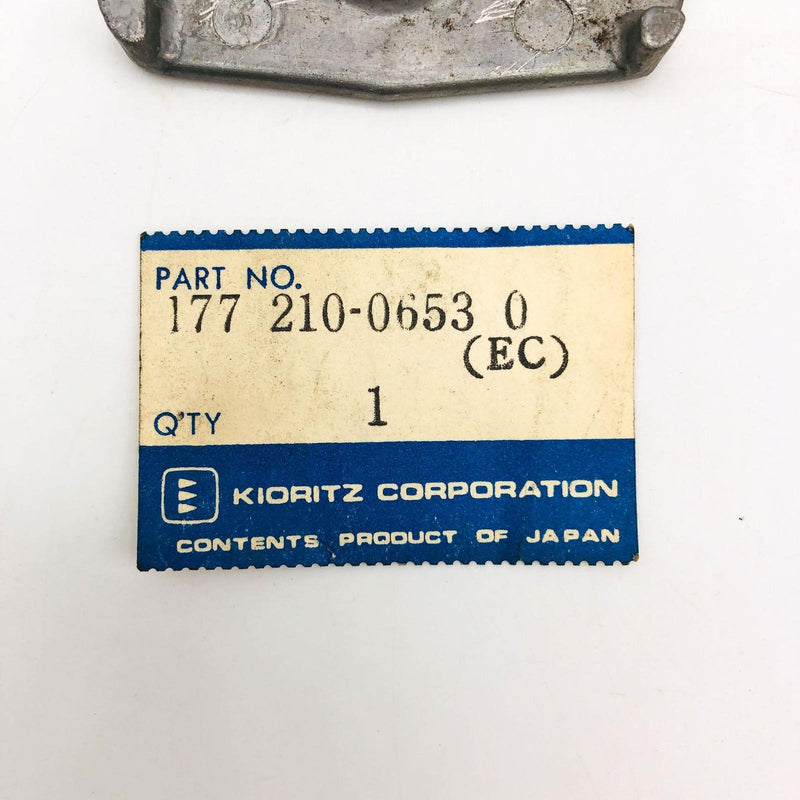 PART NO.
177 210-0653 0
(EC)
Q'TY 1
KIORITZ CORPORATION
CONTENTS PRODUCT OF JAPAN